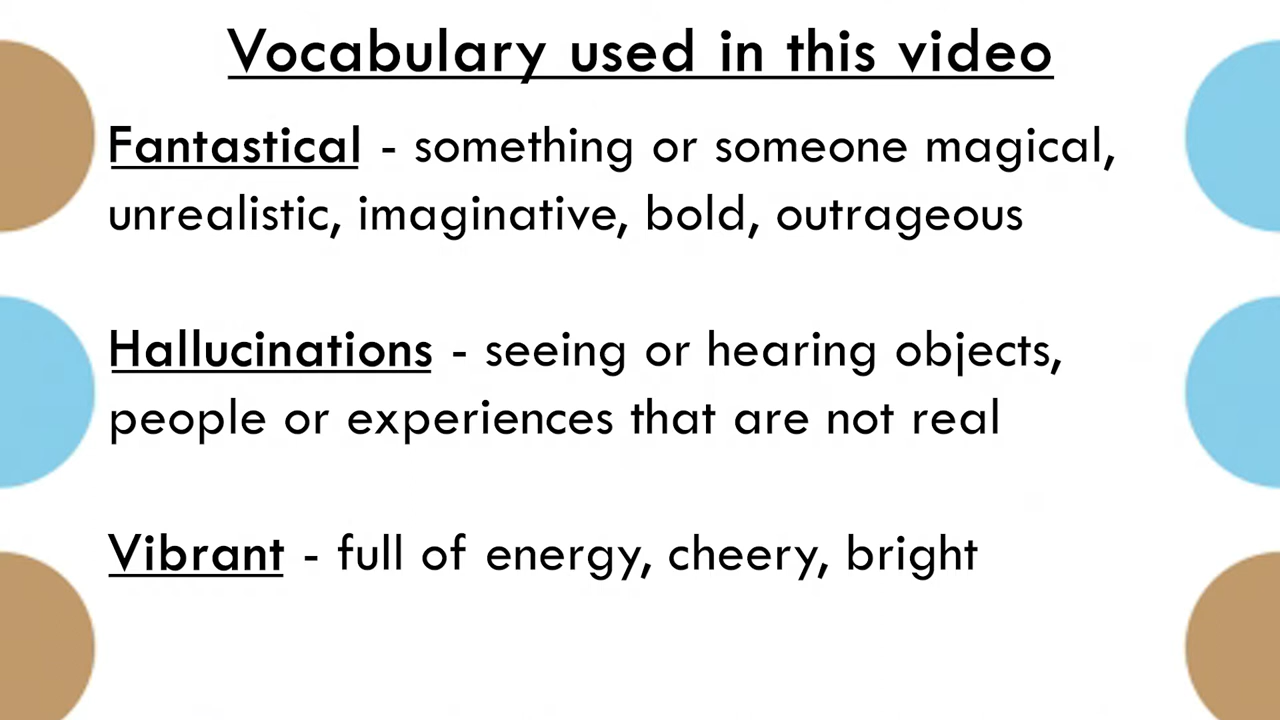 Vocabulary used in this video
Fantastical - something or someone magical,
unrealistic, imaginative, bold, outrageous
Hallucinations - seeing or hearing objects,
people or experiences that are not real
Vibrant - full of energy, cheery, bright